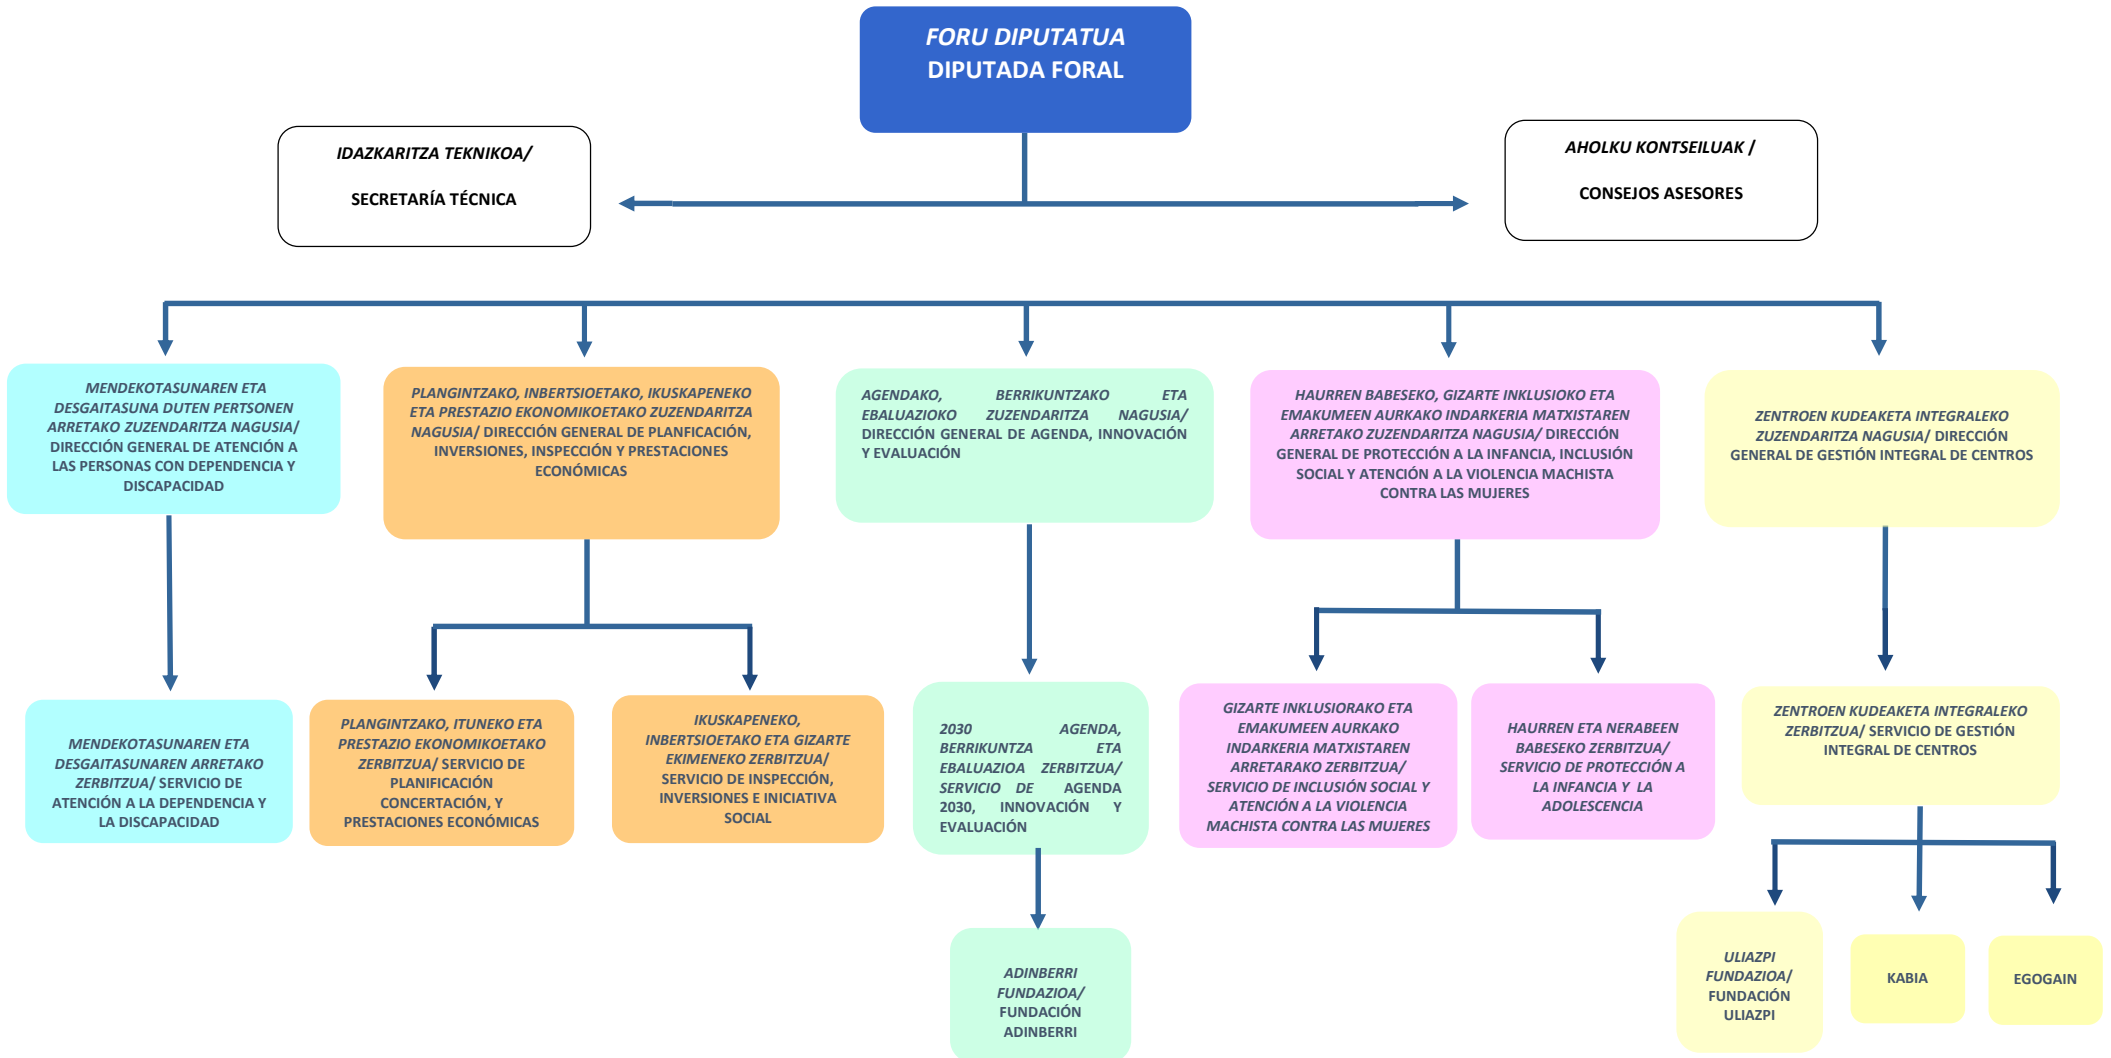 FORU DIPUTATUA
DIPUTADA FORAL
IDAZKARITZA TEKNIKOA/
SECRETARÍA TÉCNICA
AHOLKU KONTSEILUAK /
CONSEJOS ASESORES
MENDEKOTASUNAREN ETA
DESGAITASUNA DUTEN PERTSONEN
ARRETAKO ZUZENDARITZA NAGUSIA/
DIRECCIÓN GENERAL DE ATENCIÓN A
LAS PERSONAS CON DEPENDENCIA Y
DISCAPACIDAD
PLANGINTZAKO, INBERTSIOETAKO, IKUSKAPENEKO
ETA PRESTAZIO EKONOMIKOETAKO ZUZENDARITZA
NAGUSIA/ DIRECCIÓN GENERAL DE PLANFICACIÓN,
INVERSIONES, INSPECCIÓN Y PRESTACIONES
ECONÓMICAS
AGENDAKO, BERRIKUNTZAKO ETA
EBALUAZIOKO ZUZENDARITZA NAGUSIA/
DIRECCIÓN GENERAL DE AGENDA, INNOVACIÓN
Y EVALUACIÓN
HAURREN BABESEKO, GIZARTE INKLUSIOKO ETA
EMAKUMEEN AURKAKO INDARKERIA MATXISTAREN
ARRETAKO ZUZENDARITZA NAGUSIA/ DIRECCIÓN
GENERAL DE PROTECCIÓN A LA INFANCIA, INCLUSIÓN
SOCIAL Y ATENCIÓN A LA VIOLENCIA MACHISTA
CONTRA LAS MUJERES
ZENTROEN KUDEAKETA INTEGRALEKO
ZUZENDARITZA NAGUSIA/ DIRECCIÓN
GENERAL DE GESTIÓN INTEGRAL DE CENTROS
MENDEKOTASUNAREN ETA
DESGAITASUNAREN ARRETAKO
ZERBITZUA/ SERVICIO DE
ATENCIÓN A LA DEPENDENCIA Y
LA DISCAPACIDAD
PLANGINTZAKO, ITUNEKO ETA
PRESTAZIO EKONOMIKOETAKO
ZERBITZUA/ SERVICIO DE
PLANIFICACIÓN
CONCERTACIÓN, Y
PRESTACIONES ECONÓMICAS
IKUSKAPENEKO,
INBERTSIOETAKO ETA GIZARTE
EKIMENEKO ZERBITZUA/
SERVICIO DE INSPECCIÓN,
INVERSIONES E INICIATIVA
SOCIAL
2030 AGENDA,
BERRIKUNTZA ETA
EBALUAZIOA ZERBITZUA/
SERVICIO DE AGENDA
2030, INNOVACIÓN Y
EVALUACIÓN
GIZARTE INKLUSIORAKO ETA
EMAKUMEEN AURKAKO
INDARKERIA MATXISTAREN
ARRETARAKO ZERBITZUA/
SERVICIO DE INCLUSIÓN SOCIAL Y
ATENCIÓN A LA VIOLENCIA
MACHISTA CONTRA LAS MUJERES
HAURREN ETA NERABEEN
BABESEKO ZERBITZUA/
SERVICIO DE PROTECCIÓN A
LA INFANCIA Y LA
ADOLESCENCIA
ZENTROEN KUDEAKETA INTEGRALEKO
ZERBITZUA/ SERVICIO DE GESTIÓN
INTEGRAL DE CENTROS
ADINBERRI
FUNDAZIOA/
FUNDACIÓN
ADINBERRI
ULIAZPI
FUNDAZIOA/
FUNDACIÓN
ULIAZPI
KABIA
EGOGAIN